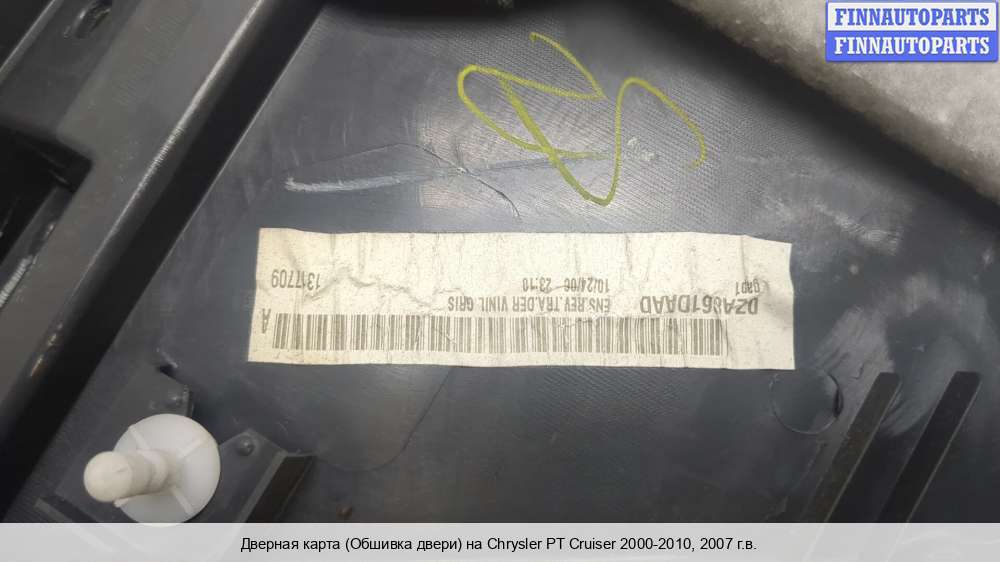 FINNAUTOPARTS
FINNAUTOPARTS
A
ENS.REV.TRA.DER VINIL GRIS
10/24/06 23:10
1317709
Дверная карта (Обшивка двери) на Chrysler PT Cruiser 2000-2010, 2007 г.в.